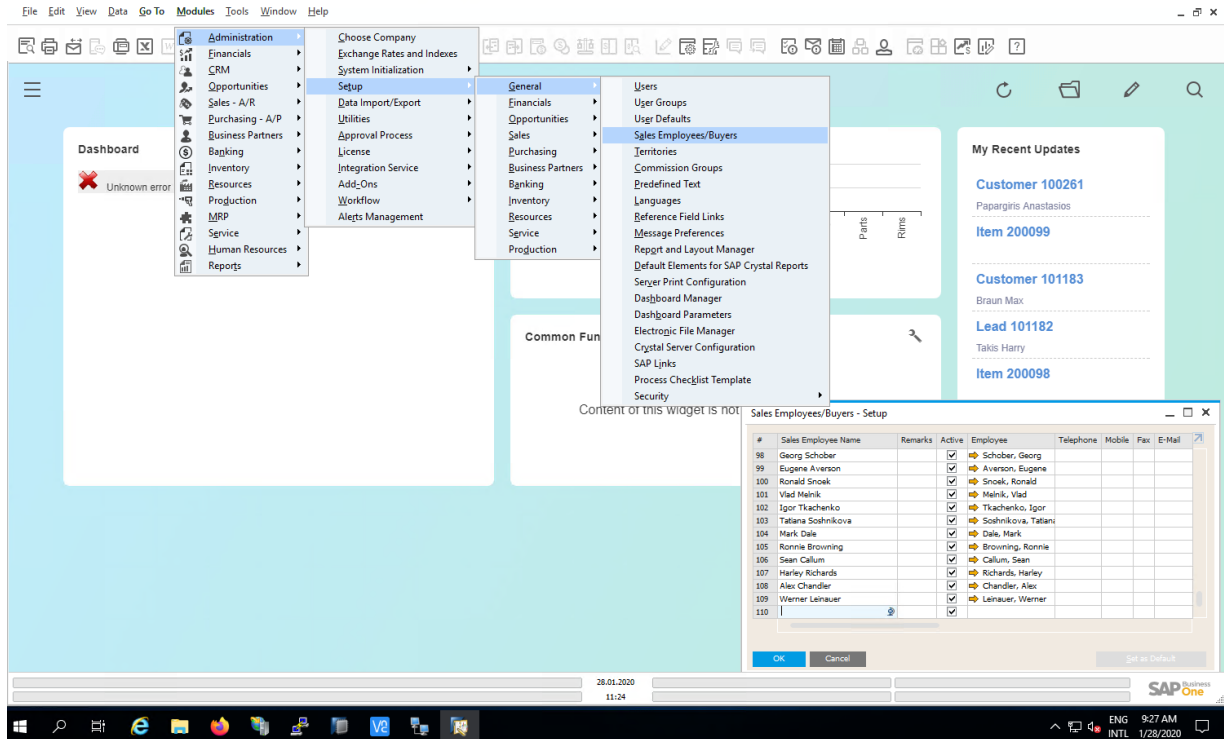 File Edit View Data Go To Modules Tools Window Help
Administration
Financials
CRM
Opportunities
Sales - A/R
Purchasing - A/P
Business Partners
Banking
Inventory
Resources
Production
MRP
Service
Human Resources
Reports
Choose Company
Exchange Rates and Indexes
System Initialization
Setup
Data Import/Export
Utilities
Approval Process
License
Integration Service
Add-Ons
Workflow
Alerts Management
General
Financials
Opportunities
Sales
Purchasing
Business Partners
Banking
Inventory
Resources
Service
Production
Users
User Groups
User Defaults
Sales Employees/Buyers
Territories
Commission Groups
Predefined Text
Languages
Reference Field Links
Message Preferences
Report and Layout Manager
Default Elements for SAP Crystal Reports
Server Print Configuration
Dashboard Manager
Dashboard Parameters
Electronic File Manager
Crystal Server Configuration
SAP Links
Process Checklist Template
Security
Dashboard
Unknown error
Parts
Rims
Common Fun
Content of this widget is not
My Recent Updates
Customer 100261
Papargiris Anastasios
Item 200099
Customer 101183
Braun Max
Lead 101182
Takis Harry
Item 200098
Sales Employees/Buyers - Setup
# Sales Employee Name Remarks Active Employee Telephone Mobile Fax E-Mail
98 Georg Schober Schober, Georg
99 Eugene Averson Averson, Eugene
100 Ronald Snoek Snoek, Ronald
101 Vlad Melnik Melnik, Vlad
102 Igor Tkachenko Tkachenko, Igor
103 Tatiana Soshnikova Soshnikova, Tatiana
104 Mark Dale Dale, Mark
105 Ronnie Browning Browning, Ronnie
106 Sean Callum Callum, Sean
107 Harley Richards Richards, Harley
108 Alex Chandler Chandler, Alex
109 Werner Leinauer Leinauer, Werner
110
OK Cancel Set as Default
28.01.2020
11:24
SAP Business One
ENG 9:27 AM
INTL 1/28/2020